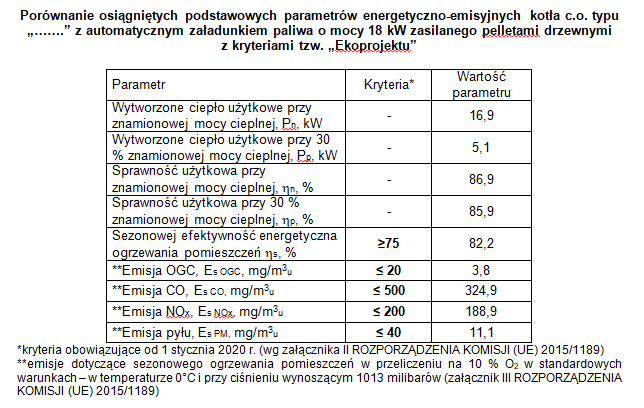 Porównanie osiągniętych podstawowych parametrów energetyczno-emisyjnych kotła c.o. typu
„.......” z automatycznym załadunkiem paliwa o mocy 18 kW zasilanego pelletami drzewnymi
z kryteriami tzw. „Ekoprojektu”
Parametr Kryteria* Wartość
parametru
Wytworzone ciepło użytkowe przy
znamionowej mocy cieplnej, Pn, kW - 16,9
Wytworzone ciepło użytkowe przy 30
% znamionowej mocy cieplnej, Pp, kW - 5,1
Sprawność użytkowa przy
znamionowej mocy cieplnej, ηn, % - 86,9
Sprawność użytkowa przy 30 %
znamionowej mocy cieplnej, ηp, % - 85,9
Sezonowej efektywność energetyczna
ogrzewania pomieszczeń ηs, % ≥75 82,2
**Emisja OGC, Es OGC, mg/m³u ≤ 20 3,8
**Emisja CO, Es CO, mg/m³u ≤ 500 324,9
**Emisja NOx, Es NOx, mg/m³u ≤ 200 188,9
**Emisja pyłu, Es PM, mg/m³u ≤ 40 11,1
*kryteria obowiązujące od 1 stycznia 2020 r. (wg załącznika II ROZPORZĄDZENIA KOMISJI (UE) 2015/1189)
**emisje dotyczące sezonowego ogrzewania pomieszczeń w przeliczeniu na 10 % O2 w standardowych
warunkach – w temperaturze 0°C i przy ciśnieniu wynoszącym 1013 milibarów (załącznik III ROZPORZĄDZENIA
KOMISJI (UE) 2015/1189)